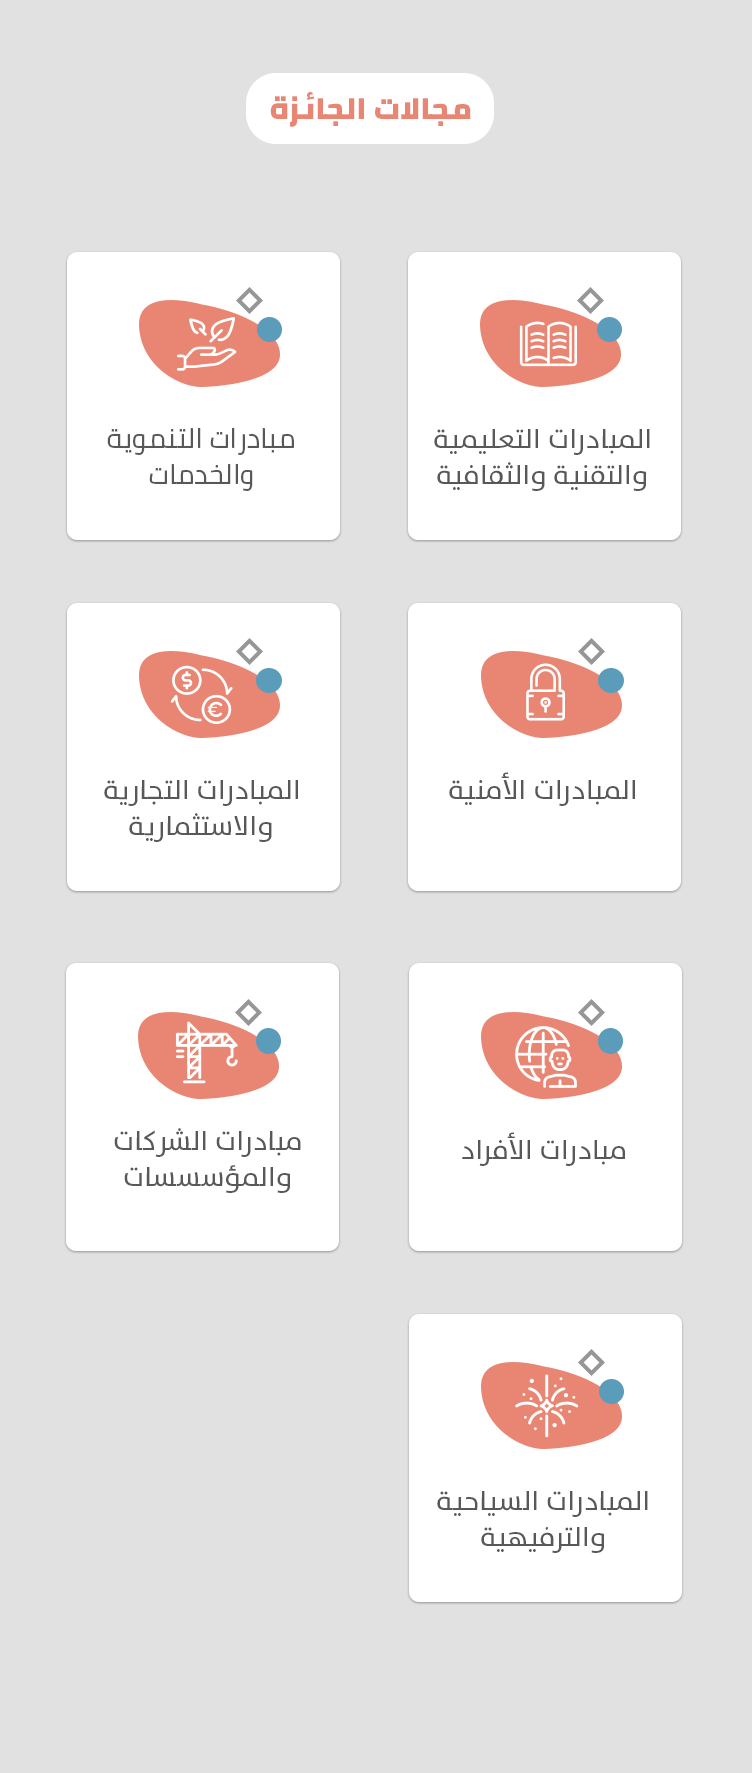 مجالات الجائزة
المبادرات التعليمية
والتقنية والثقافية
مبادرات التنموية
والخدمات
المبادرات الأمنية
المبادرات التجارية
والاستثمارية
مبادرات الأفراد
مبادرات الشركات
والمؤسسسات
المبادرات السياحية
والترفيهية